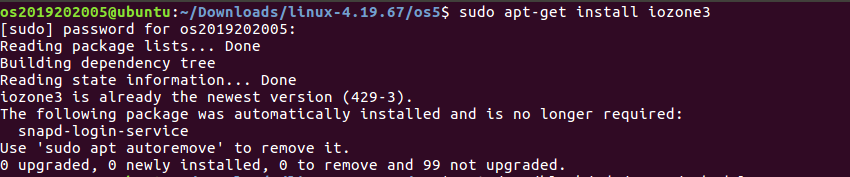 os2019202005@ubuntu:~/Downloads/linux-4.19.67/os5$ sudo apt-get install iozone3
[sudo] password for os2019202005:
Reading package lists... Done
Building dependency tree
Reading state information... Done
iozone3 is already the newest version (429-3).
The following package was automatically installed and is no longer required:
  snapd-login-service
Use 'sudo apt autoremove' to remove it.
0 upgraded, 0 newly installed, 0 to remove and 99 not upgraded.